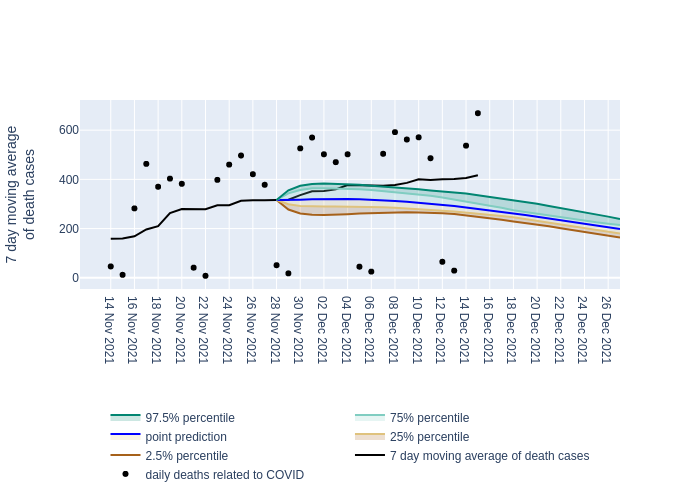 7 day moving average
of death cases
600
400
200
0
14 Nov 2021
16 Nov 2021
18 Nov 2021
20 Nov 2021
22 Nov 2021
24 Nov 2021
26 Nov 2021
28 Nov 2021
30 Nov 2021
02 Dec 2021
04 Dec 2021
06 Dec 2021
08 Dec 2021
10 Dec 2021
12 Dec 2021
14 Dec 2021
16 Dec 2021
18 Dec 2021
20 Dec 2021
22 Dec 2021
24 Dec 2021
26 Dec 2021
97.5% percentile
75% percentile
point prediction
25% percentile
2.5% percentile
7 day moving average of death cases
daily deaths related to COVID